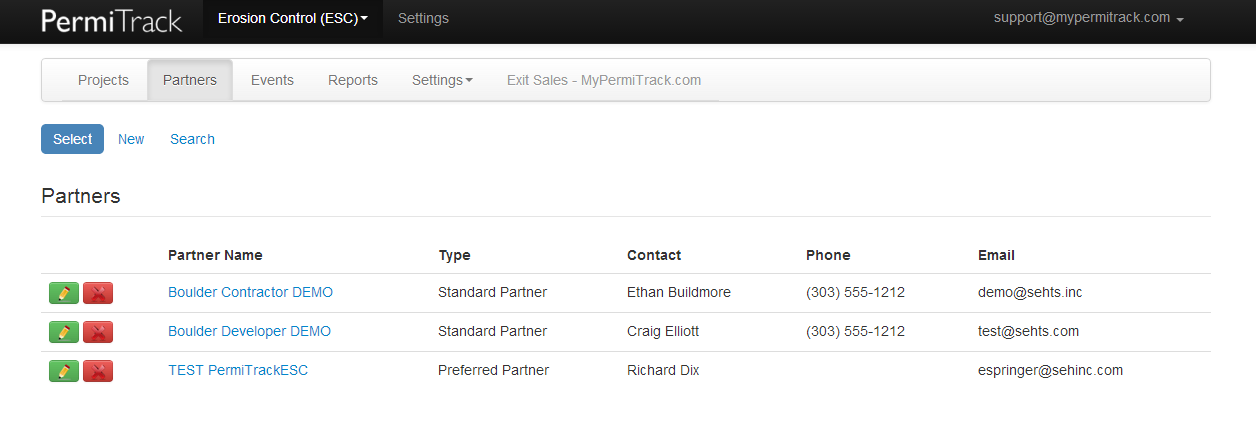 PermiTrack Erosion Control (ESC) Settings support@mypermitrack.com
Projects Partners Events Reports Settings Exit Sales - MyPermiTrack.com
Select New Search
Partners
Partner Name Type Contact Phone Email
Boulder Contractor DEMO Standard Partner Ethan Buildmore (303) 555-1212 demo@sehts.inc
Boulder Developer DEMO Standard Partner Craig Elliott (303) 555-1212 test@sehts.com
TEST PermiTrackESC Preferred Partner Richard Dix espringer@sehinc.com